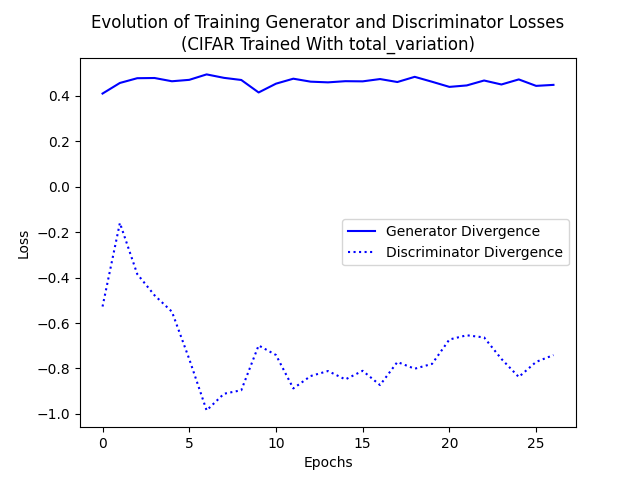 Evolution of Training Generator and Discriminator Losses
(CIFAR Trained With total_variation)
0.4
0.2
0.0
−0.2
−0.4
−0.6
−0.8
−1.0
Loss
Generator Divergence
Discriminator Divergence
0 5 10 15 20 25
Epochs